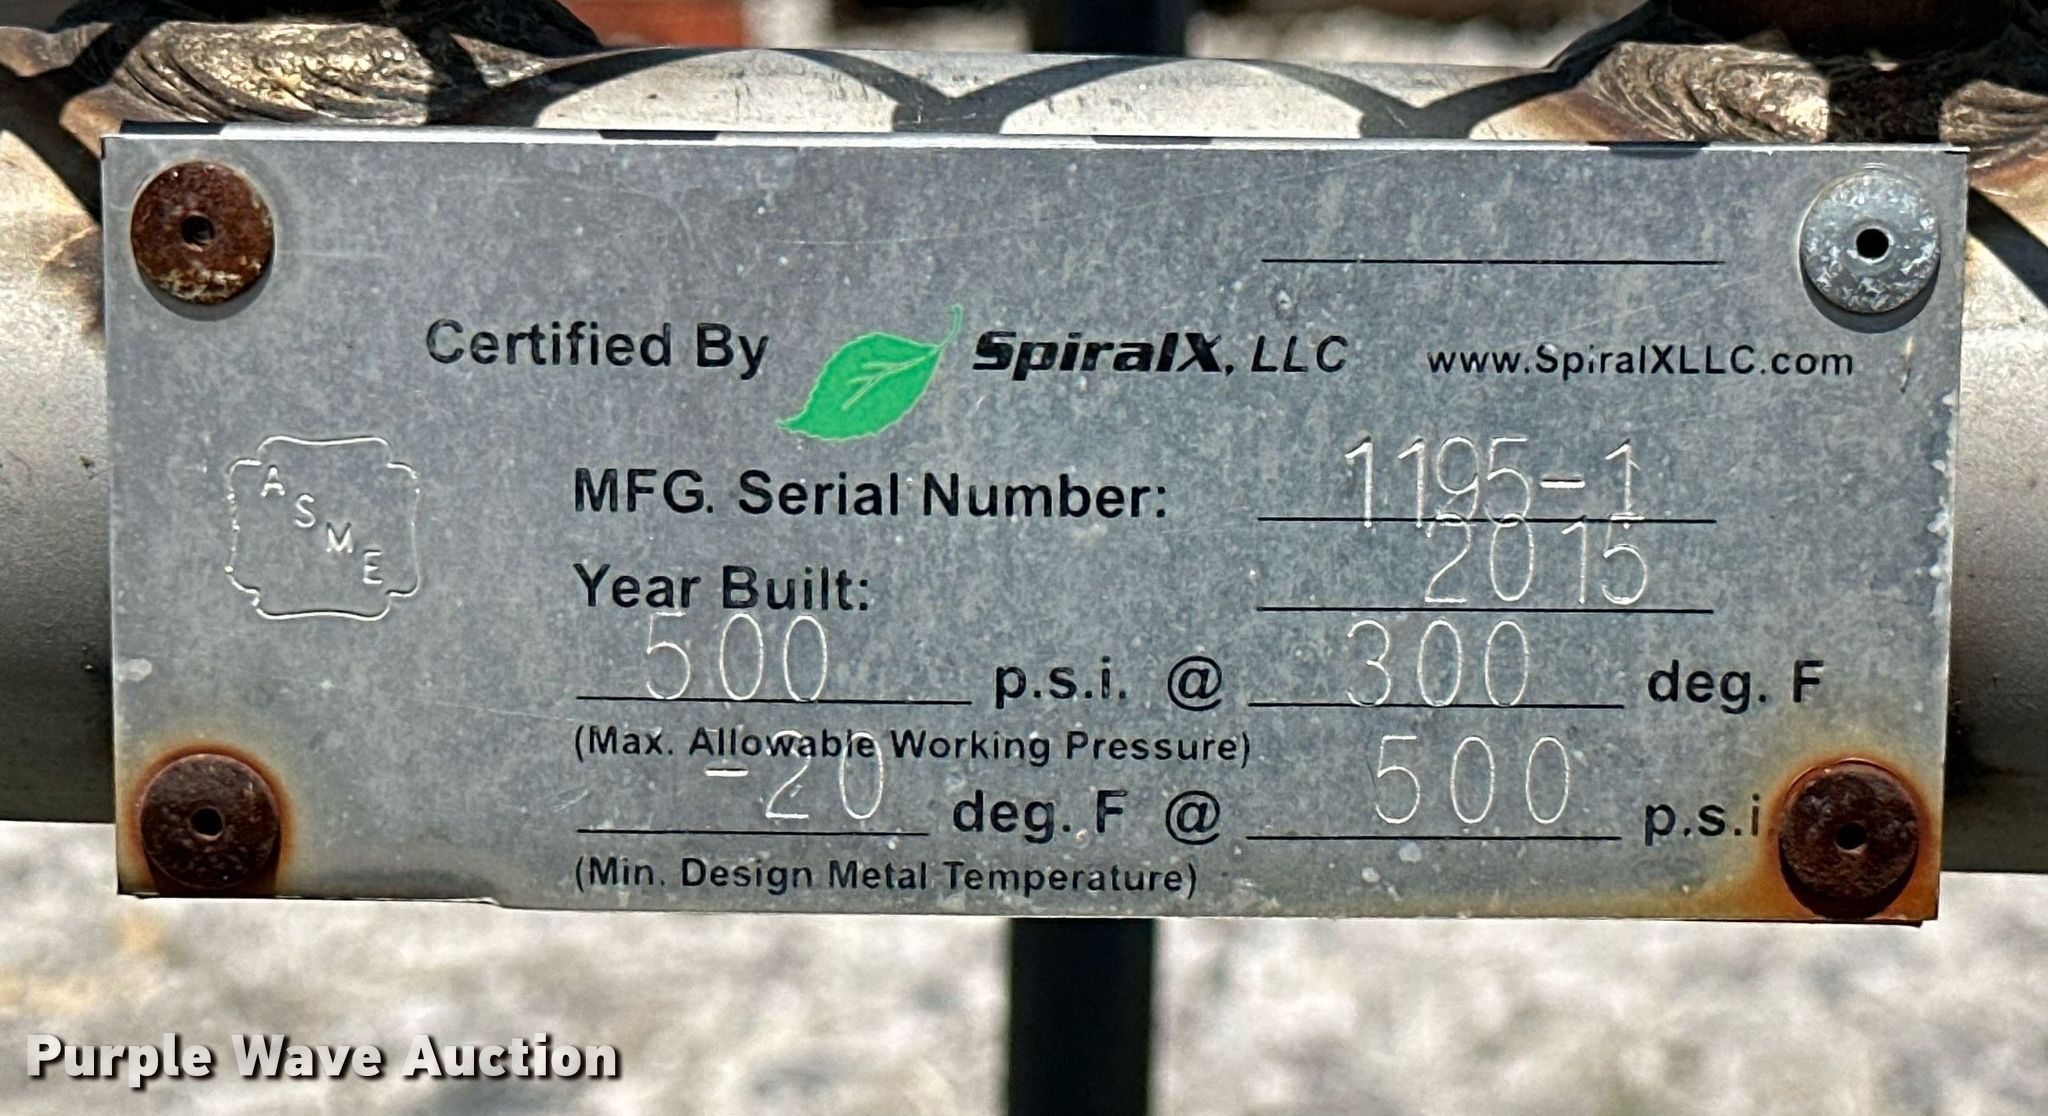 Certified By SpiralX, LLC www.SpiralXLLC.com
ASME
MFG. Serial Number: 1195-1
Year Built: 2015
500 p.s.i. @ 300 deg. F
(Max. Allowable Working Pressure)
-20 deg. F @ 500 p.s.i.
(Min. Design Metal Temperature)
Purple Wave Auction